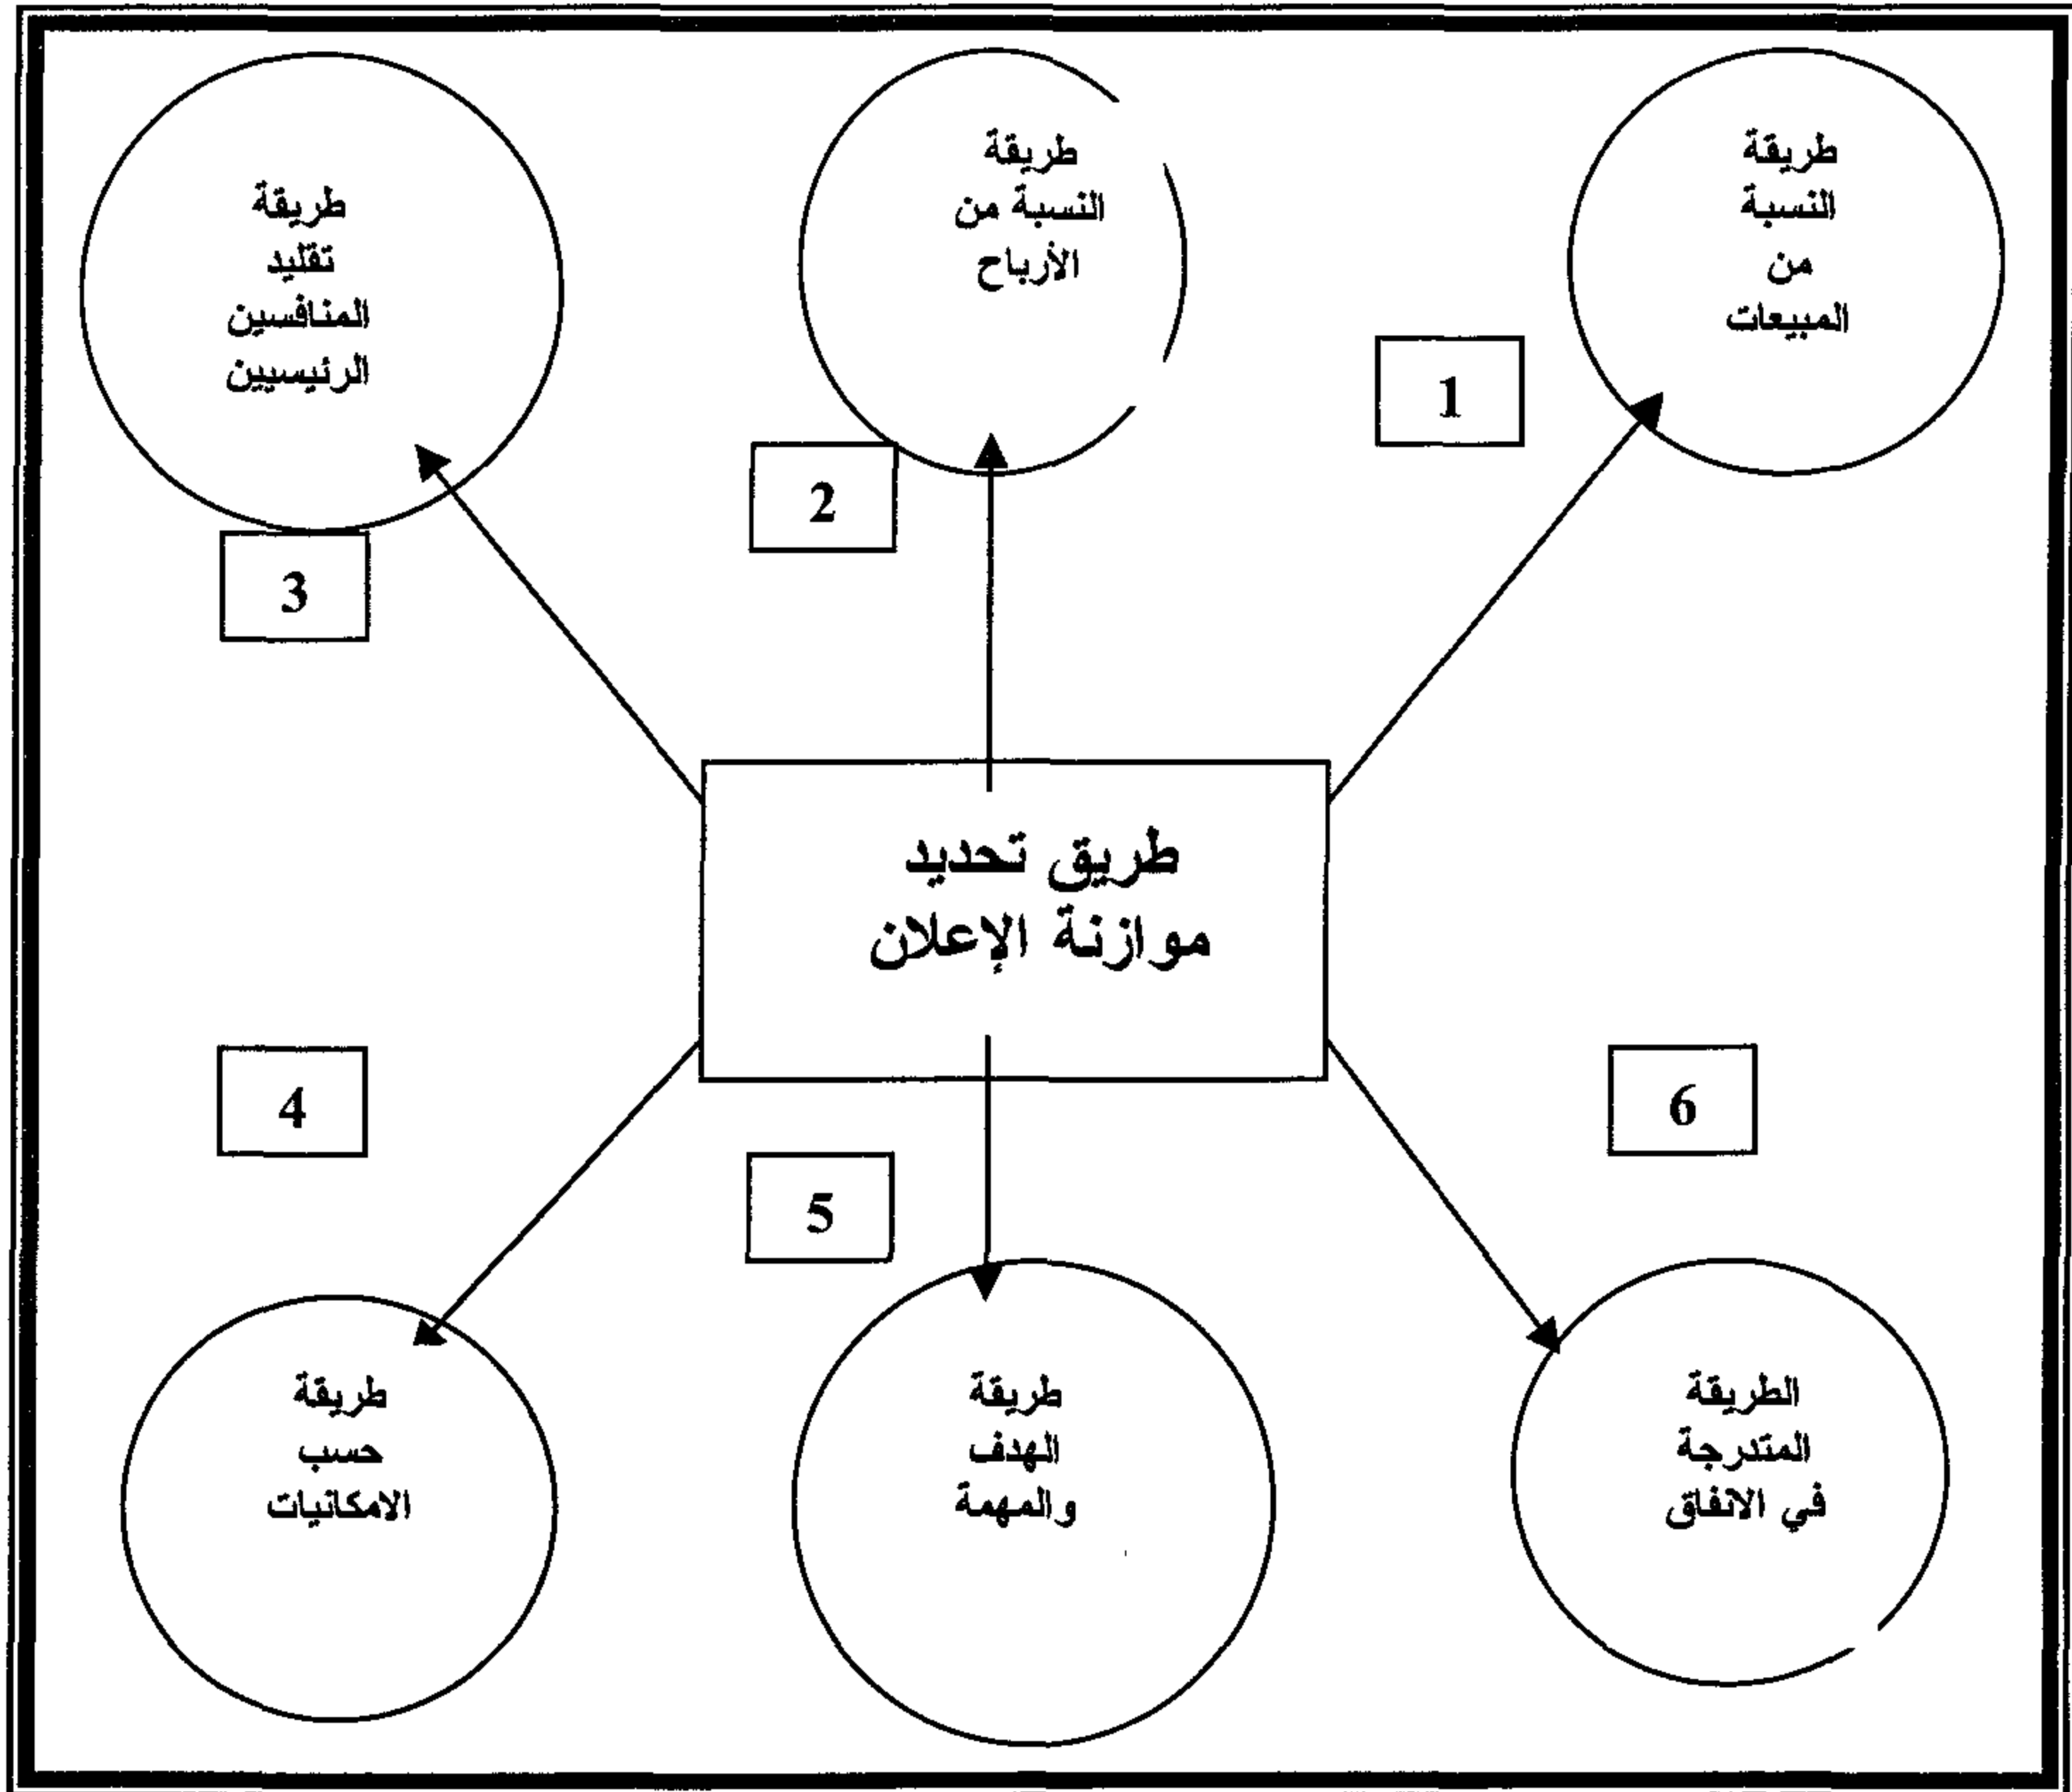 طريقة
النسبة
من
المبيعات
1
طريقة
النسبة من
الأرباح
2
طريقة
تقليد
المنافسين
الرئيسيين
3
طريق تحديد
موازنة الإعلان
4
طريقة
حسب
الامكانيات
5
طريقة
الهدف
والمهمة
6
الطريقة
المتدرجة
في الانفاق